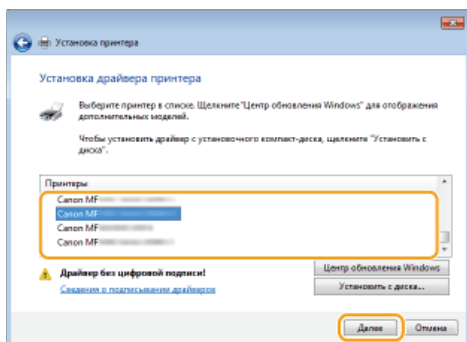 Установка принтера
Установка драйвера принтера
Выберите принтер в списке. Щелкните "Центр обновления Windows" для отображения
дополнительных моделей.
Чтобы установить драйвер с установочного компакт-диска, щелкните "Установить с
диска".
Принтеры
Canon MF
Canon MF
Canon MF
Canon MF
Драйвер без цифровой подписи!
Сведения о подписывании драйверов
Центр обновления Windows
Установить с диска...
Далее
Отмена